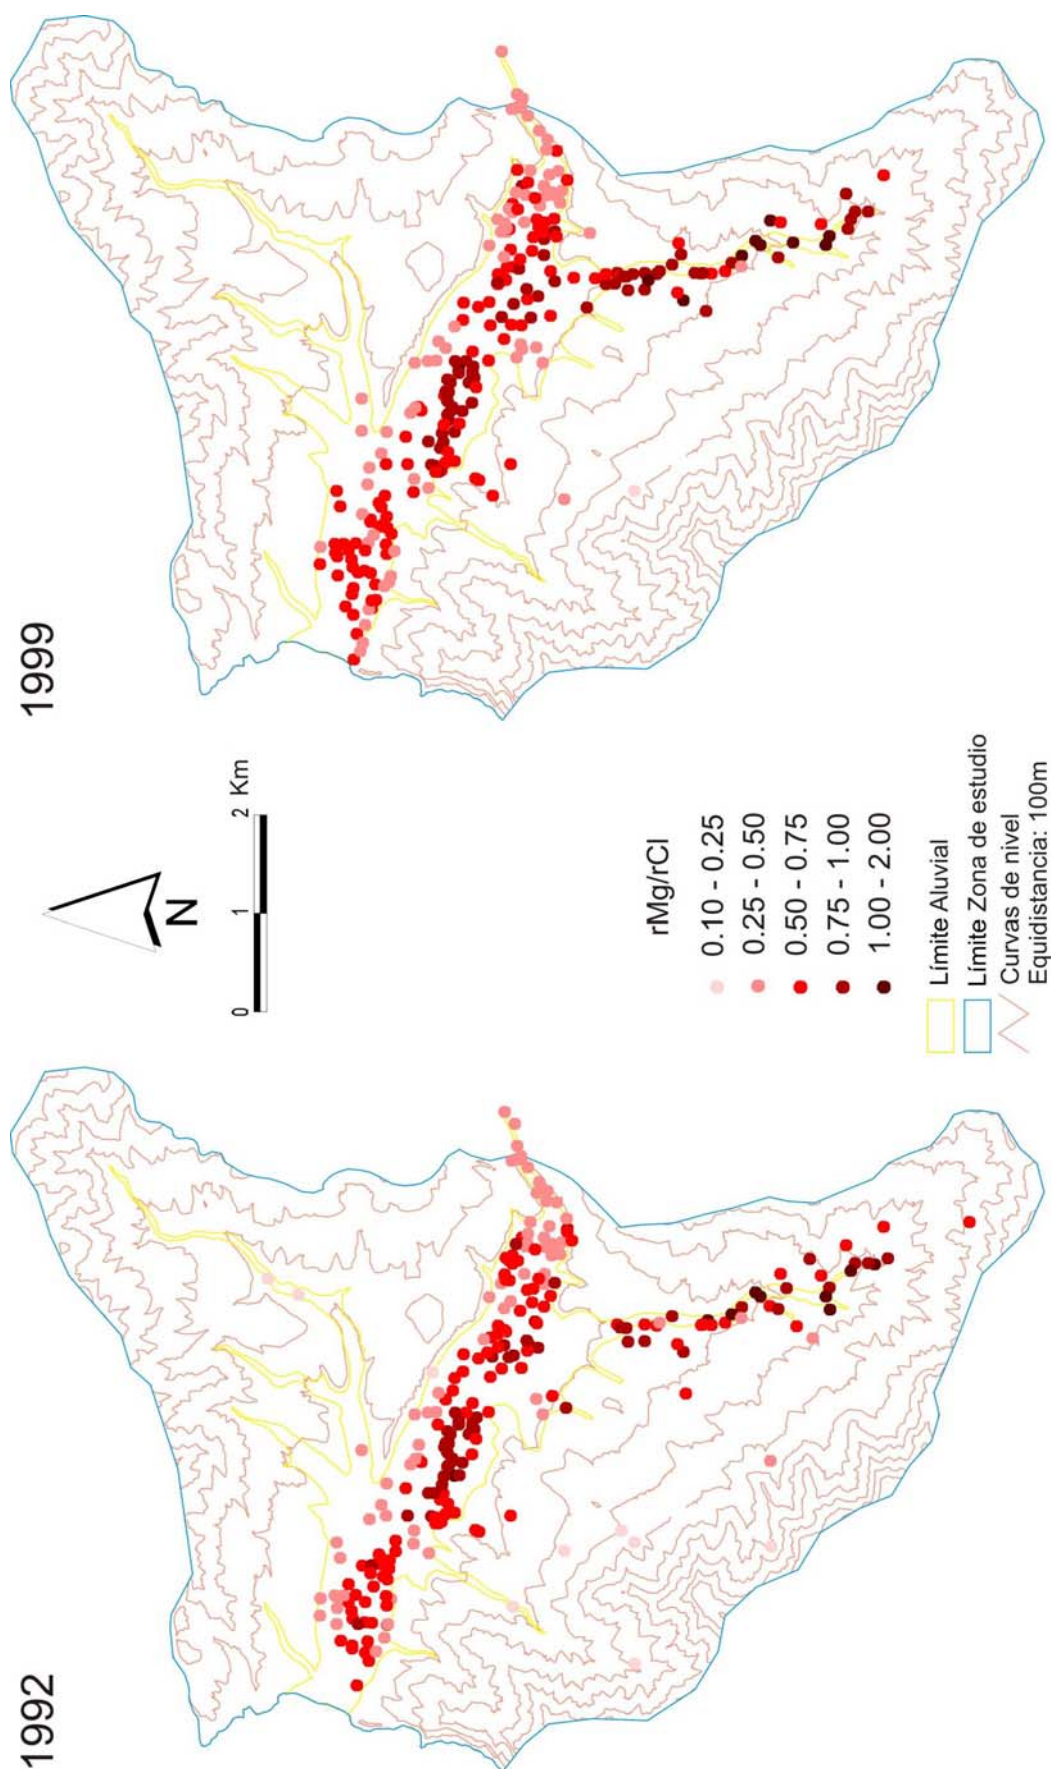 1992
1999
N
0 1 2 Km
rMg/rCl
0.10 - 0.25
0.25 - 0.50
0.50 - 0.75
0.75 - 1.00
1.00 - 2.00
Límite Aluvial
Límite Zona de estudio
Curvas de nivel
Equidistancia: 100m